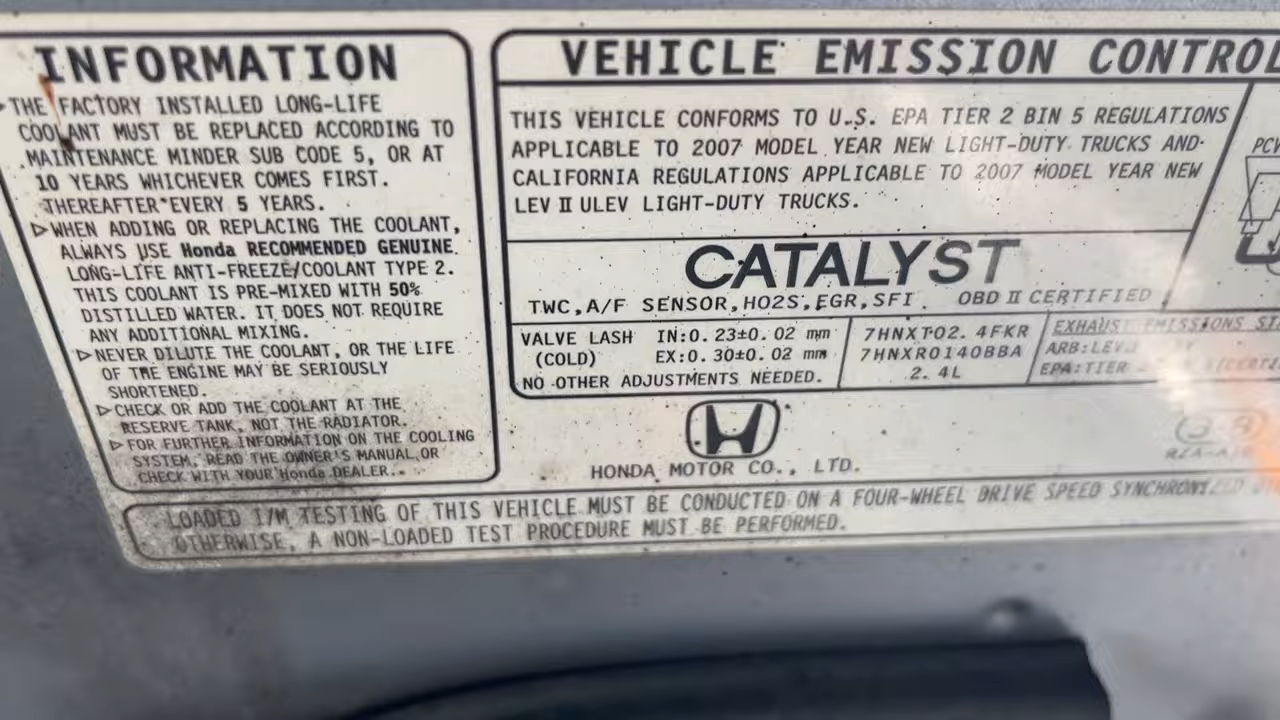 INFORMATION
THE FACTORY INSTALLED LONG-LIFE
COOLANT MUST BE REPLACED ACCORDING TO
MAINTENANCE MINDER SUB CODE 5, OR AT
10 YEARS WHICHEVER COMES FIRST.
THEREAFTER EVERY 5 YEARS.
▷WHEN ADDING OR REPLACING THE COOLANT,
ALWAYS USE Honda RECOMMENDED GENUINE
LONG-LIFE ANTI-FREEZE/COOLANT TYPE 2.
THIS COOLANT IS PRE-MIXED WITH 50%
DISTILLED WATER. IT DOES NOT REQUIRE
ANY ADDITIONAL MIXING.
▷NEVER DILUTE THE COOLANT, OR THE LIFE
OF THE ENGINE MAY BE SERIOUSLY
SHORTENED.
▷CHECK OR ADD THE COOLANT AT THE
RESERVE TANK, NOT THE RADIATOR.
▷FOR FURTHER INFORMATION ON THE COOLING
SYSTEM, READ THE OWNER'S MANUAL OR
CHECK WITH YOUR Honda DEALER.
VEHICLE EMISSION CONTROL
THIS VEHICLE CONFORMS TO U.S. EPA TIER 2 BIN 5 REGULATIONS
APPLICABLE TO 2007 MODEL YEAR NEW LIGHT-DUTY TRUCKS AND
CALIFORNIA REGULATIONS APPLICABLE TO 2007 MODEL YEAR NEW
LEV II ULEV LIGHT-DUTY TRUCKS.
PCV
CATALYST
TWC, A/F SENSOR, HO2S, EGR, SFI OBD II CERTIFIED
VALVE LASH IN:0.23±0.02 mm
(COLD) EX:0.30±0.02 mm
NO OTHER ADJUSTMENTS NEEDED.
7HNXT02.4FKR
7HNXR0140BBA
2.4L
EXHAUST EMISSIONS ST
ARB:LEV
EPA:TIER
HONDA MOTOR CO., LTD.
LOADED I/M TESTING OF THIS VEHICLE MUST BE CONDUCTED ON A FOUR-WHEEL DRIVE SPEED SYNCHRONIZED
OTHERWISE, A NON-LOADED TEST PROCEDURE MUST BE PERFORMED.